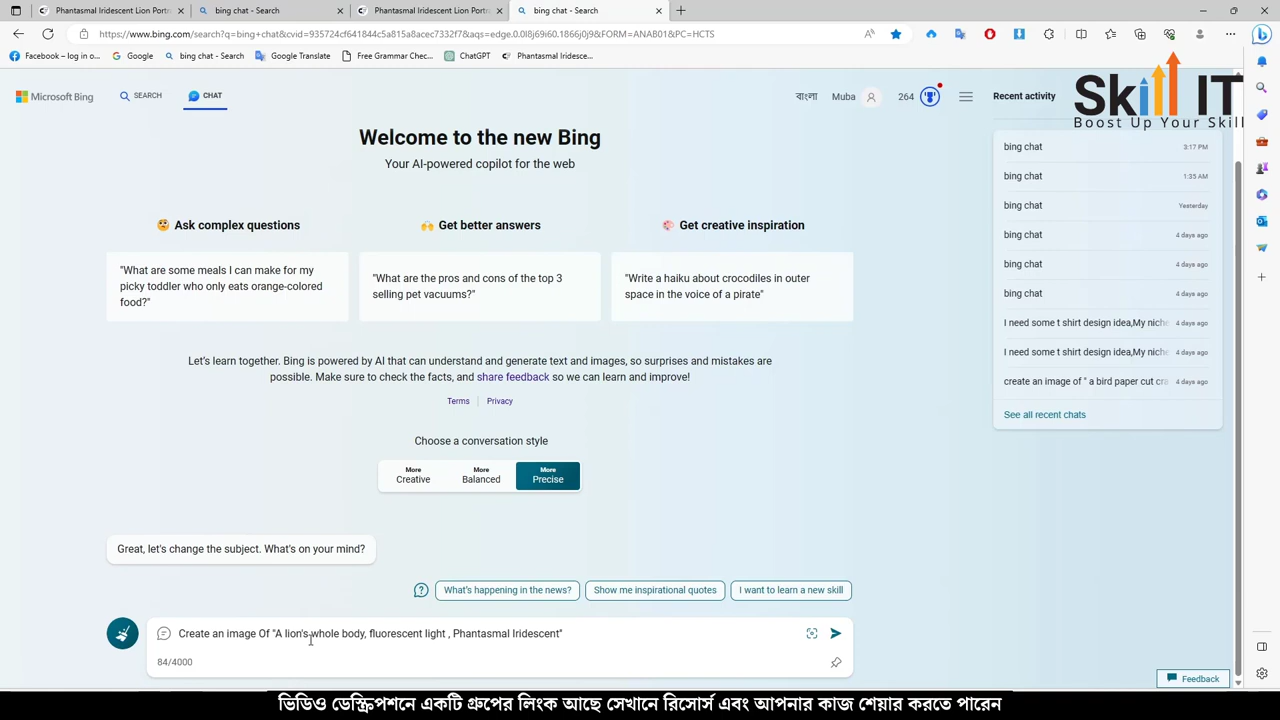 Phantasmal Iridescent Lion Portr
bing chat - Search
Phantasmal Iridescent Lion Portr
bing chat - Search
https://www.bing.com/search?q=bing+chat&cvid=935724cf641844c5a815a8acec7332f7&aqs=edge.0.0l8j69i60.1866j0j9&FORM=ANAB01&PC=HCTS
Facebook – log in o...
Google
bing chat - Search
Google Translate
Free Grammar Chec...
ChatGPT
Phantasmal Iridesce...
Skill IT
Boost Up Your Skill
Microsoft Bing
SEARCH
CHAT
বাংলা
Muba
264
Recent activity
Welcome to the new Bing
Your AI-powered copilot for the web
bing chat 3:17 PM
bing chat 1:35 AM
bing chat Yesterday
bing chat 4 days ago
bing chat 4 days ago
bing chat 4 days ago
I need some t shirt design idea,My niche 4 days ago
I need some t shirt design idea,My niche 4 days ago
create an image of " a bird paper cut cra 4 days ago
See all recent chats
Ask complex questions
Get better answers
Get creative inspiration
"What are some meals I can make for my
picky toddler who only eats orange-colored
food?"
"What are the pros and cons of the top 3
selling pet vacuums?"
"Write a haiku about crocodiles in outer
space in the voice of a pirate"
Let's learn together. Bing is powered by AI that can understand and generate text and images, so surprises and mistakes are
possible. Make sure to check the facts, and share feedback so we can learn and improve!
Terms
Privacy
Choose a conversation style
More
Creative
More
Balanced
More
Precise
Great, let's change the subject. What's on your mind?
What's happening in the news?
Show me inspirational quotes
I want to learn a new skill
Create an image Of "A lion's whole body, fluorescent light , Phantasmal Iridescent"
84/4000
Feedback
ভিডিও ডেস্ক্রিপশনে একটি গ্রুপের লিংক আছে সেখানে রিসোর্স এবং আপনার কাজ শেয়ার করতে পারেন